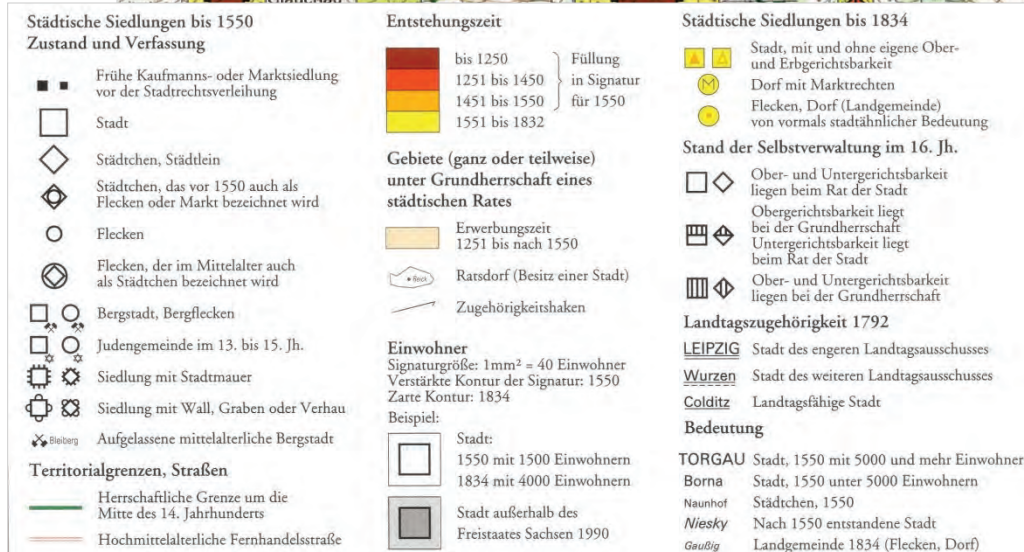 Städtische Siedlungen bis 1550
Zustand und Verfassung
Frühe Kaufmanns- oder Marktsiedlung
vor der Stadtrechtsverleihung
Stadt
Städtchen, Städtlein
Städtchen, das vor 1550 auch als
Flecken oder Markt bezeichnet wird
Flecken
Flecken, der im Mittelalter auch
als Städtchen bezeichnet wird
Bergstadt, Bergflecken
Judengemeinde im 13. bis 15. Jh.
Siedlung mit Stadtmauer
Siedlung mit Wall, Graben oder Verhau
Bleiberg Aufgelassene mittelalterliche Bergstadt
Territorialgrenzen, Straßen
Herrschaftliche Grenze um die
Mitte des 14. Jahrhunderts
Hochmittelalterliche Fernhandelsstraße
Entstehungszeit
bis 1250
1251 bis 1450
1451 bis 1550
1551 bis 1832
Füllung
in Signatur
für 1550
Gebiete (ganz oder teilweise)
unter Grundherrschaft eines
städtischen Rates
Erwerbungszeit
1251 bis nach 1550
Ratsdorf (Besitz einer Stadt)
Zugehörigkeitshaken
Einwohner
Signaturgröße: 1mm² = 40 Einwohner
Verstärkte Kontur der Signatur: 1550
Zarte Kontur: 1834
Beispiel:
Stadt:
1550 mit 1500 Einwohnern
1834 mit 4000 Einwohnern
Stadt außerhalb des
Freistaates Sachsen 1990
Städtische Siedlungen bis 1834
Stadt, mit und ohne eigene Ober-
und Erbgerichtsbarkeit
M Dorf mit Marktrechten
Flecken, Dorf (Landgemeinde)
von vormals stadtähnlicher Bedeutung
Stand der Selbstverwaltung im 16. Jh.
Ober- und Untergerichtsbarkeit
liegen beim Rat der Stadt
Obergerichtsbarkeit liegt
bei der Grundherrschaft
Untergerichtsbarkeit liegt
beim Rat der Stadt
Ober- und Untergerichtsbarkeit
liegen bei der Grundherrschaft
Landtagszugehörigkeit 1792
LEIPZIG Stadt des engeren Landtagsausschusses
Wurzen Stadt des weiteren Landtagsausschusses
Colditz Landtagsfähige Stadt
Bedeutung
TORGAU Stadt, 1550 mit 5000 und mehr Einwohner
Borna Stadt, 1550 unter 5000 Einwohnern
Naunhof Städtchen, 1550
Niesky Nach 1550 entstandene Stadt
Gaußig Landgemeinde 1834 (Flecken, Dorf)